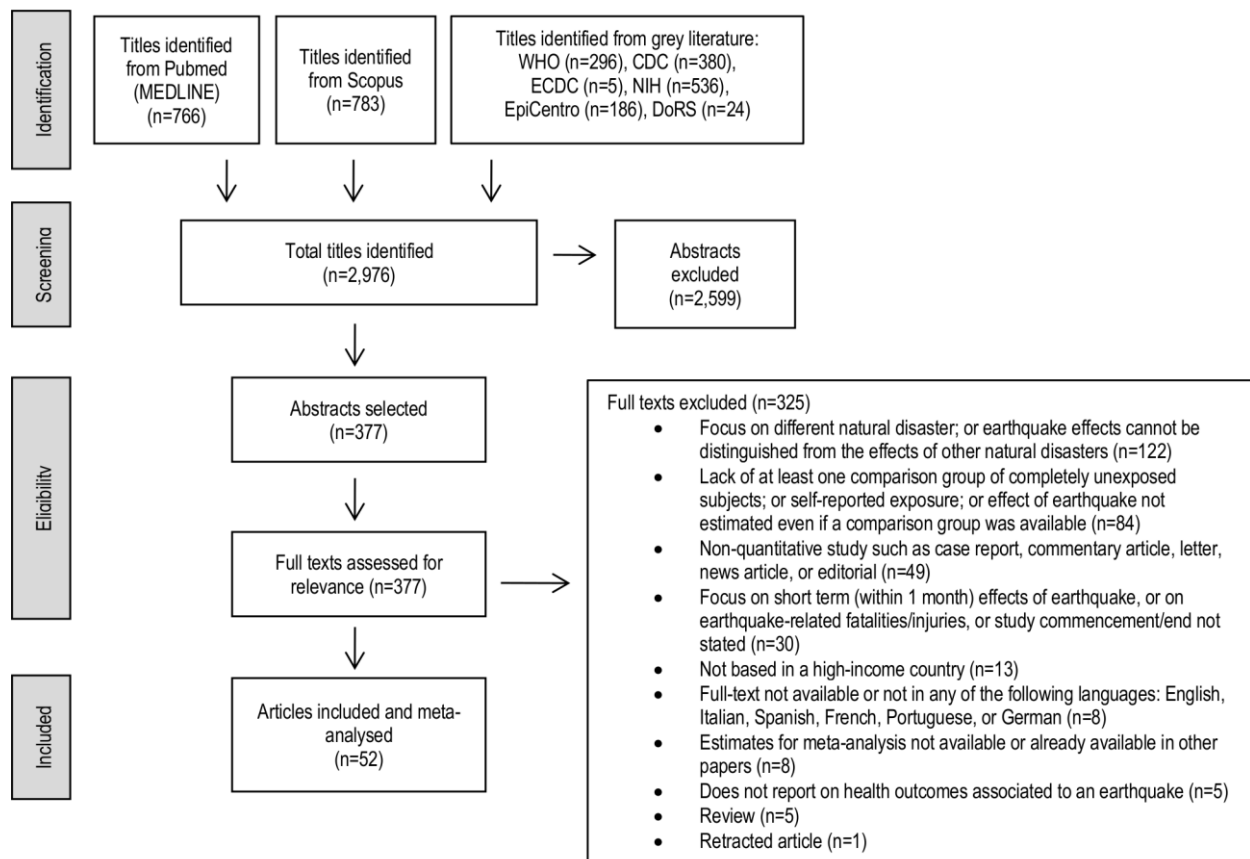 Identification
Titles identified
from Pubmed
(MEDLINE)
(n=766)
Titles identified
from Scopus
(n=783)
Titles identified from grey literature:
WHO (n=296), CDC (n=380),
ECDC (n=5), NIH (n=536),
EpiCentro (n=186), DoRS (n=24)
Screening
Total titles identified
(n=2,976)
Abstracts
excluded
(n=2,599)
Eligibility
Abstracts selected
(n=377)
Full texts assessed for
relevance (n=377)
Full texts excluded (n=325)
• Focus on different natural disaster; or earthquake effects cannot be
distinguished from the effects of other natural disasters (n=122)
• Lack of at least one comparison group of completely unexposed
subjects; or self-reported exposure; or effect of earthquake not
estimated even if a comparison group was available (n=84)
• Non-quantitative study such as case report, commentary article, letter,
news article, or editorial (n=49)
• Focus on short term (within 1 month) effects of earthquake, or on
earthquake-related fatalities/injuries, or study commencement/end not
stated (n=30)
• Not based in a high-income country (n=13)
• Full-text not available or not in any of the following languages: English,
Italian, Spanish, French, Portuguese, or German (n=8)
• Estimates for meta-analysis not available or already available in other
papers (n=8)
• Does not report on health outcomes associated to an earthquake (n=5)
• Review (n=5)
• Retracted article (n=1)
Included
Articles included and meta-
analysed
(n=52)